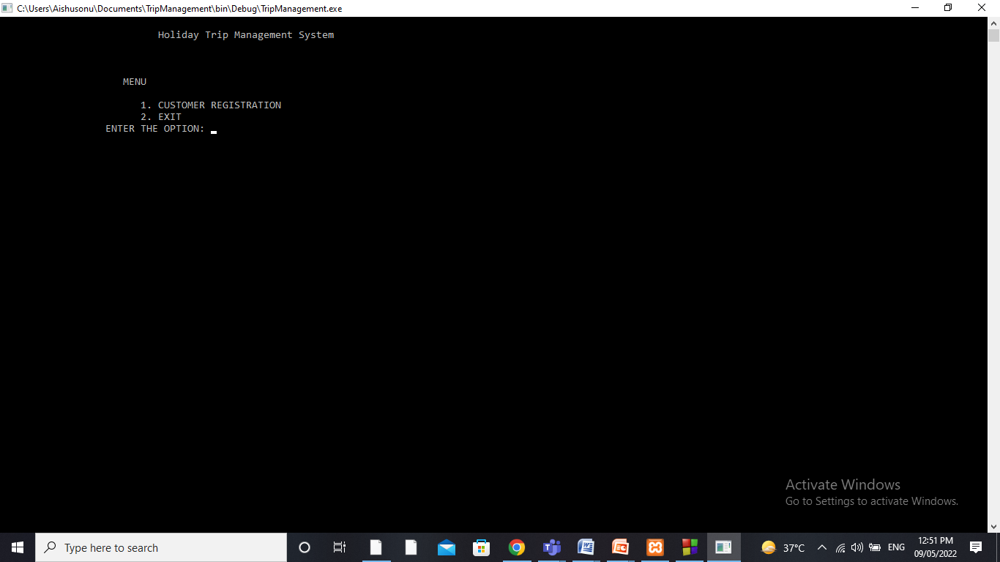 C:\Users\Aishusonu\Documents\TripManagement\bin\Debug\TripManagement.exe
Holiday Trip Management System
MENU
1. CUSTOMER REGISTRATION
2. EXIT
ENTER THE OPTION:
Activate Windows
Go to Settings to activate Windows.
Type here to search
37°C
ENG
12:51 PM
09/05/2022